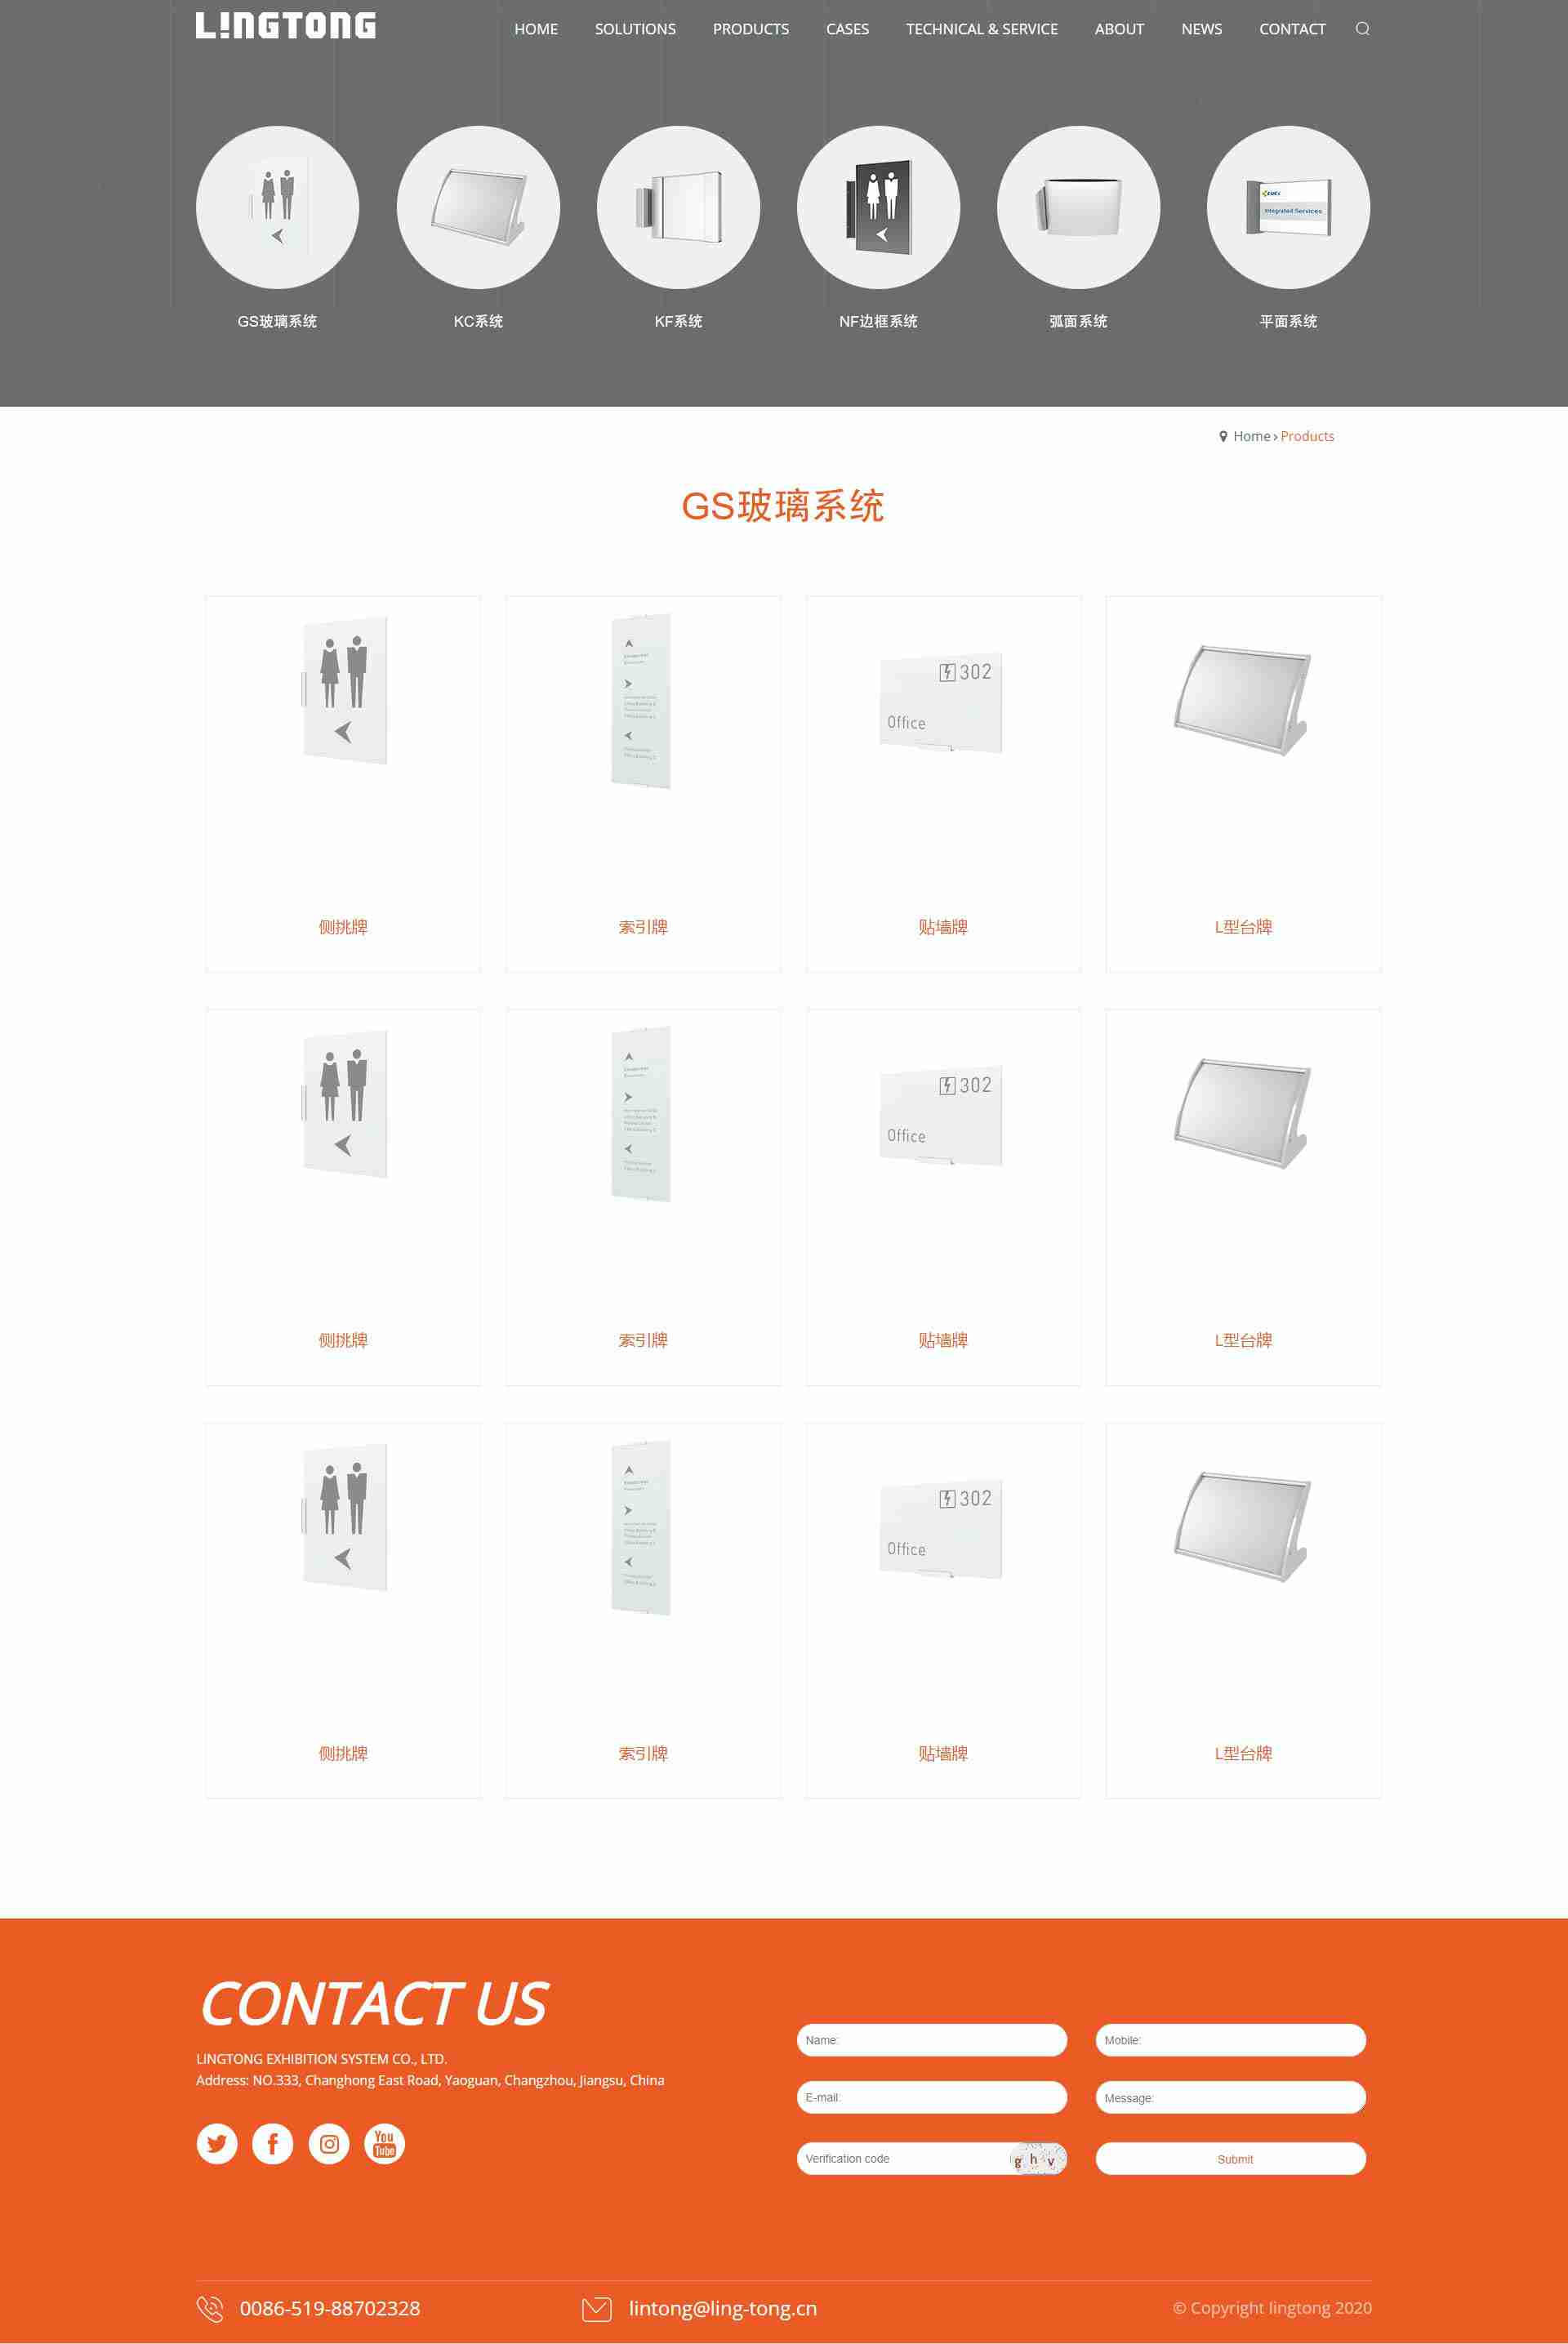 LINGTONG
HOME SOLUTIONS PRODUCTS CASES TECHNICAL & SERVICE ABOUT NEWS CONTACT
Integrated Services
GS玻璃系统 KC系统 KF系统 NF边框系统 弧面系统 平面系统
Home > Products
GS玻璃系统
302
Office
侧挑牌 索引牌 贴墙牌 L型台牌
302
Office
侧挑牌 索引牌 贴墙牌 L型台牌
302
Office
侧挑牌 索引牌 贴墙牌 L型台牌
CONTACT US
LINGTONG EXHIBITION SYSTEM CO., LTD.
Address: NO.333, Changhong East Road, Yaoguan, Changzhou, Jiangsu, China
You
Tube
Name: Mobile:
E-mail: Message:
Verification code g h v Submit
0086-519-88702328 lintong@ling-tong.cn © Copyright lingtong 2020